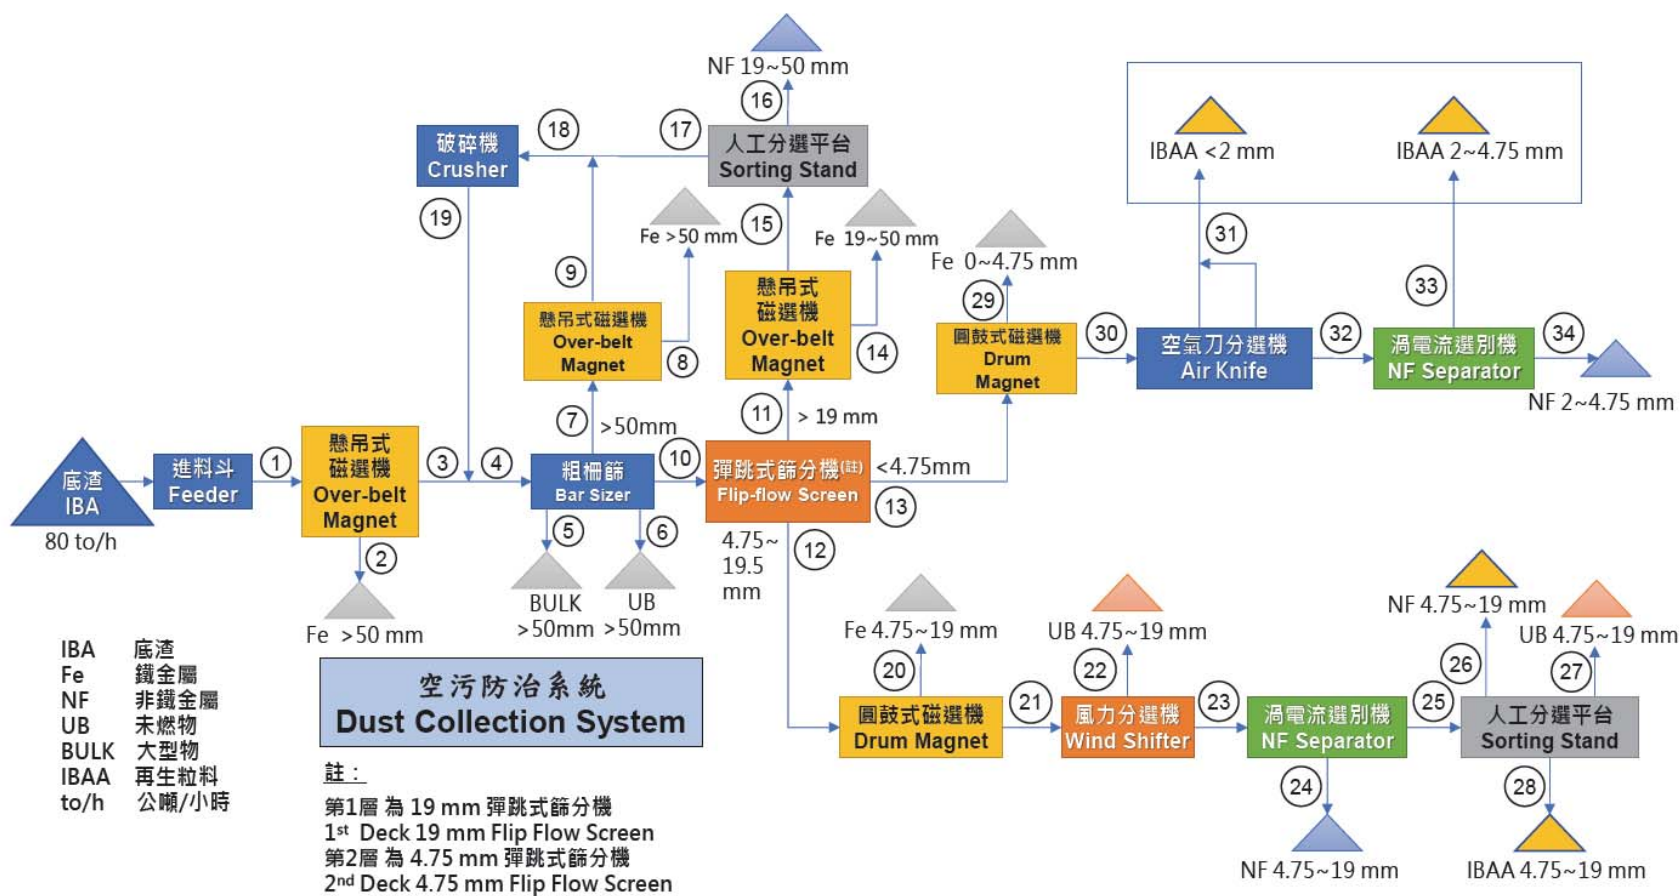 NF 19~50 mm
16
18
17
破碎機
Crusher
人工分選平台
Sorting Stand
IBAA <2 mm
IBAA 2~4.75 mm
19
15
Fe >50 mm
Fe 19~50 mm
31
9
懸吊式
磁選機
Over-belt
Magnet
14
Fe 0~4.75 mm
29
33
懸吊式磁選機
Over-belt
Magnet
8
圓鼓式磁選機
Drum
Magnet
30
空氣刀分選機
Air Knife
32
渦電流選別機
NF Separator
34
NF 2~4.75 mm
7
>50mm
11
> 19 mm
底渣
IBA
80 to/h
1
進料斗
Feeder
懸吊式
磁選機
Over-belt
Magnet
3
4
粗柵篩
Bar Sizer
10
彈跳式篩分機(註)
Flip-flow Screen
<4.75mm
13
2
5
6
4.75~
19.5
mm
12
Fe >50 mm
BULK
>50mm
UB
>50mm
Fe 4.75~19 mm
UB 4.75~19 mm
NF 4.75~19 mm
UB 4.75~19 mm
20
22
26
27
圓鼓式磁選機
Drum Magnet
21
風力分選機
Wind Shifter
23
渦電流選別機
NF Separator
25
人工分選平台
Sorting Stand
24
28
NF 4.75~19 mm
IBAA 4.75~19 mm
IBA 底渣
Fe 鐵金屬
NF 非鐵金屬
UB 未燃物
BULK 大型物
IBAA 再生粒料
to/h 公噸/小時
空污防治系統
Dust Collection System
註：
第1層 為 19 mm 彈跳式篩分機
1st Deck 19 mm Flip Flow Screen
第2層 為 4.75 mm 彈跳式篩分機
2nd Deck 4.75 mm Flip Flow Screen